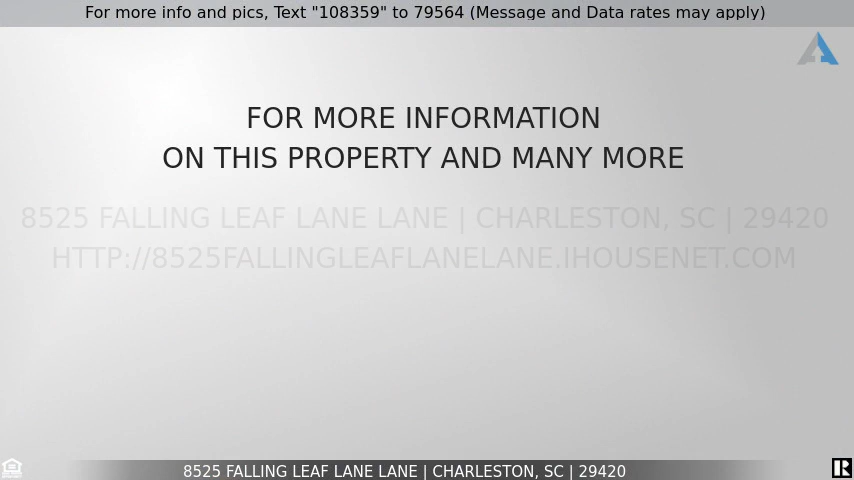 For more info and pics, Text "108359" to 79564 (Message and Data rates may apply)
FOR MORE INFORMATION
ON THIS PROPERTY AND MANY MORE
8525 FALLING LEAF LANE LANE | CHARLESTON, SC | 29420
HTTP://8525FALLINGLEAFLANELANE.IHOUSENET.COM
8525 FALLING LEAF LANE LANE | CHARLESTON, SC | 29420